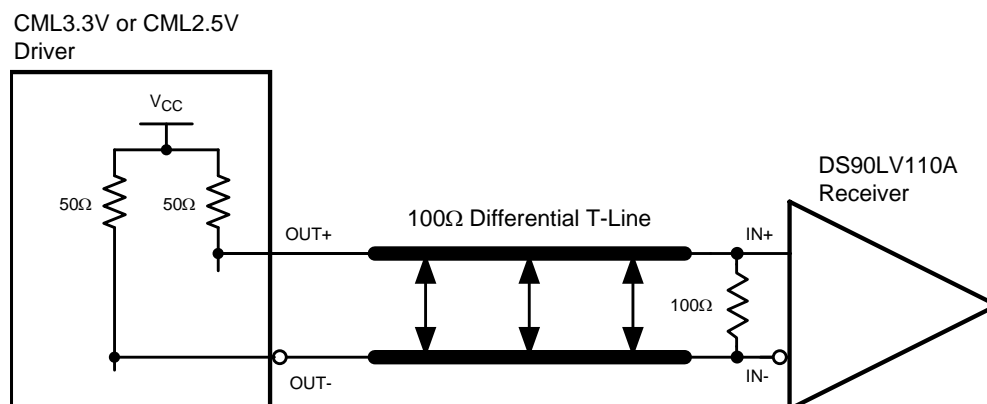 CML3.3V or CML2.5V
Driver
VCC
50Ω
50Ω
OUT+
100Ω Differential T-Line
IN+
DS90LV110A
Receiver
100Ω
OUT-
IN-